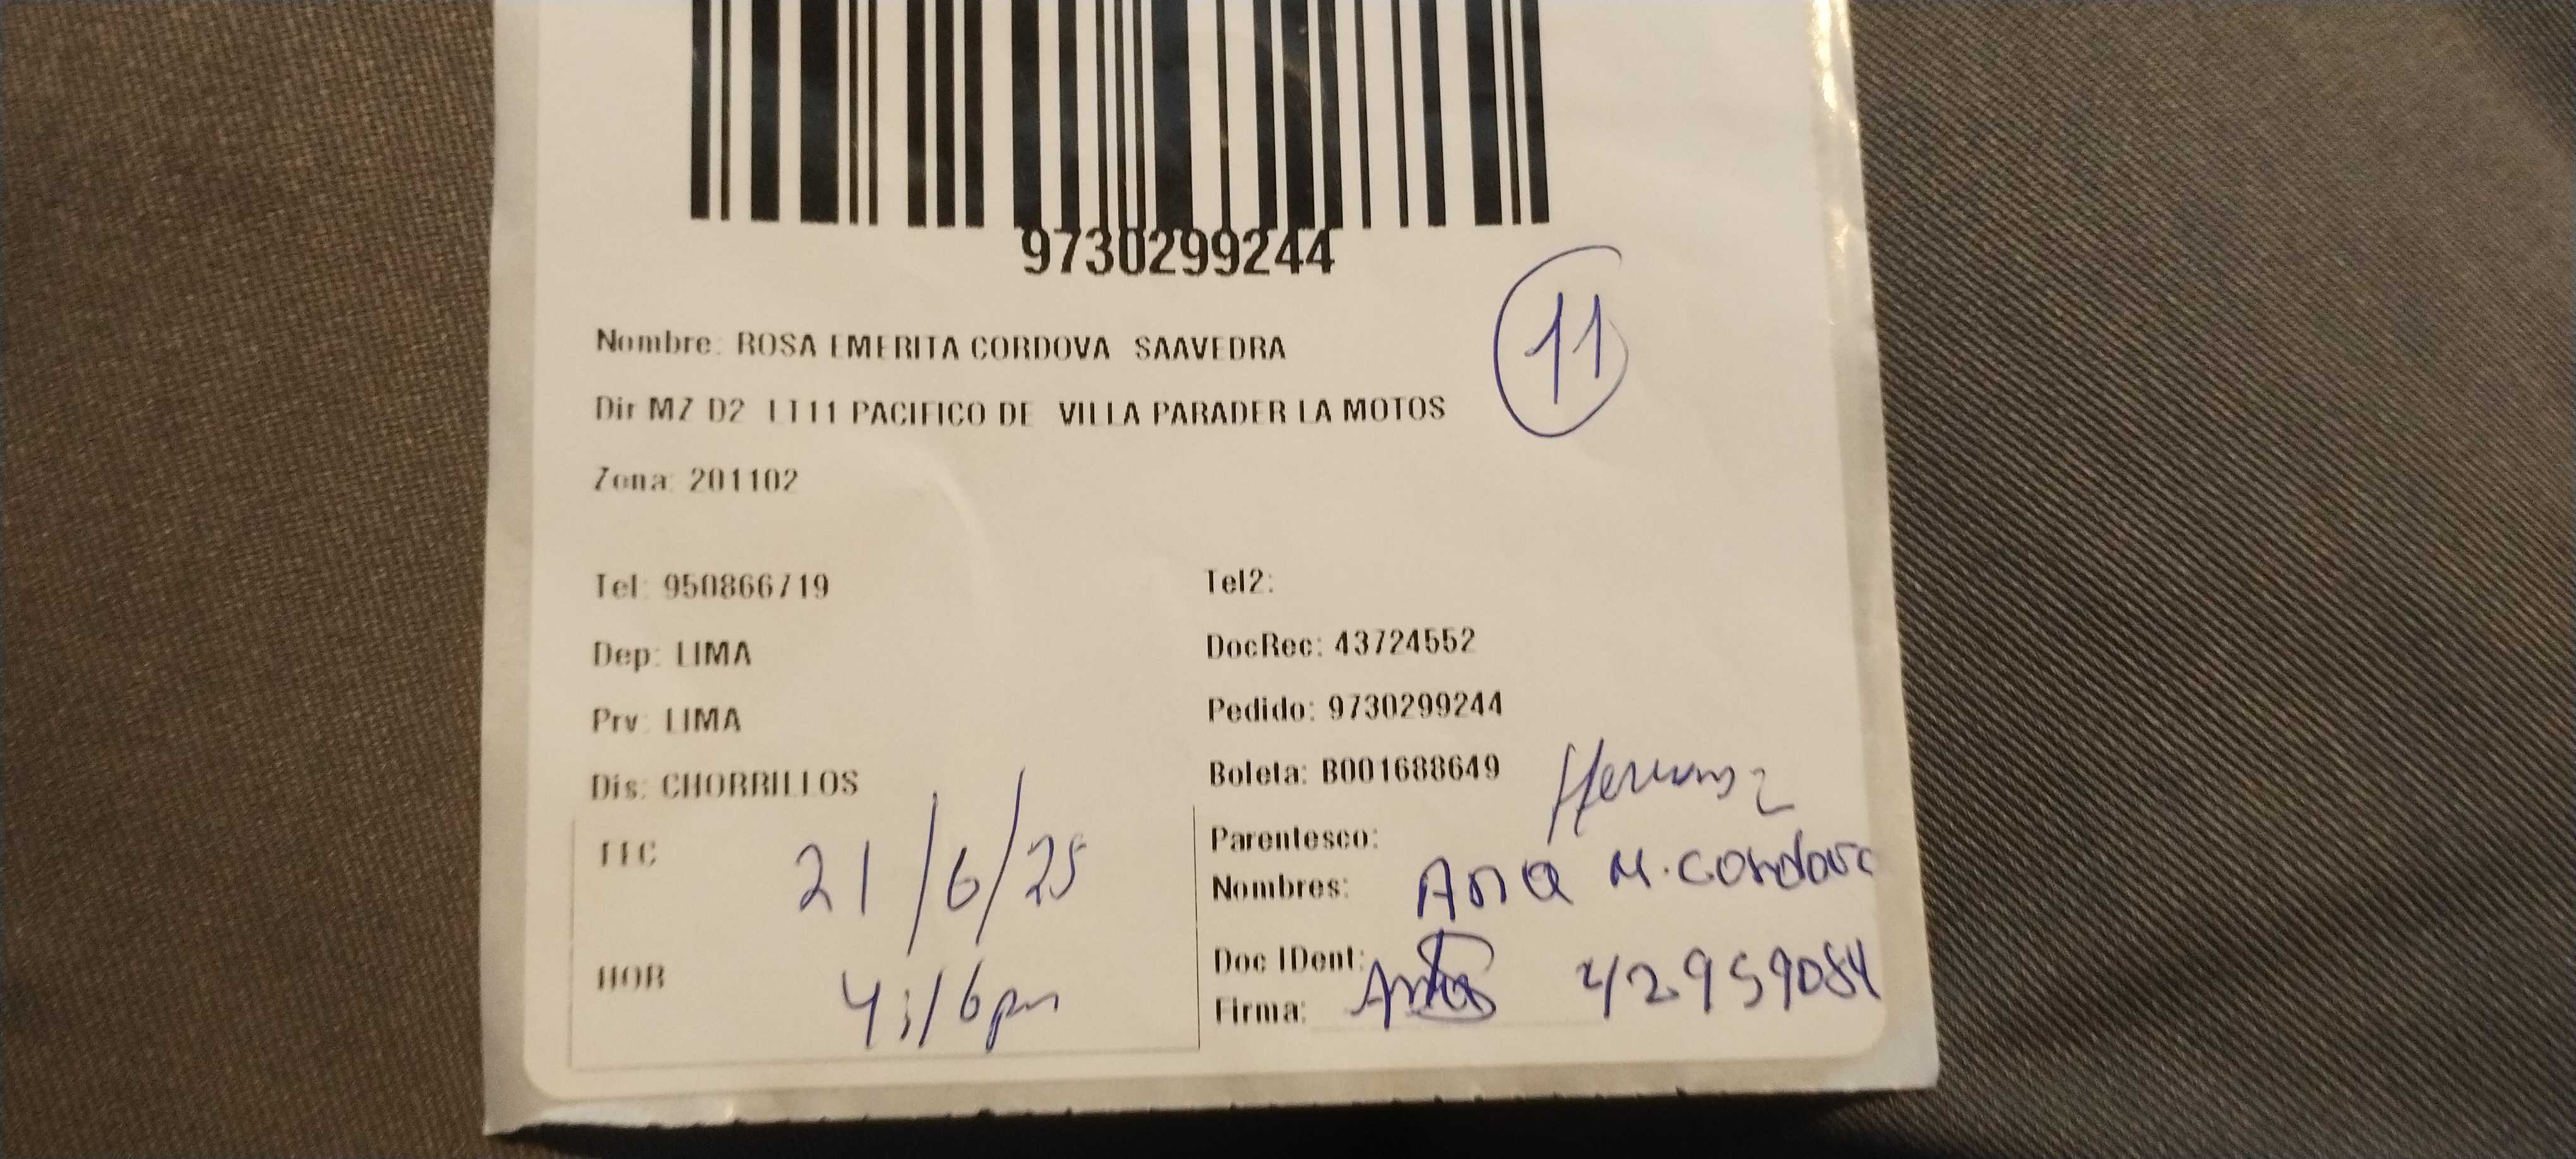 9730299244
11
Nombre: ROSA EMERITA CORDOVA SAAVEDRA
Dir MZ D2 LT11 PACIFICO DE VILLA PARADER LA MOTOS
Zona: 201102
Tel: 950866719
Tel2:
Dep: LIMA
DocRec: 43724552
Prv: LIMA
Pedido: 9730299244
Dis: CHORRILLOS
Boleta: B001688649
FEC 21/6/25
Parentesco: Hermana
Nombres: Ana M. Cordova
HOR 4:16pm
Doc IDent: 42959084
Firma: